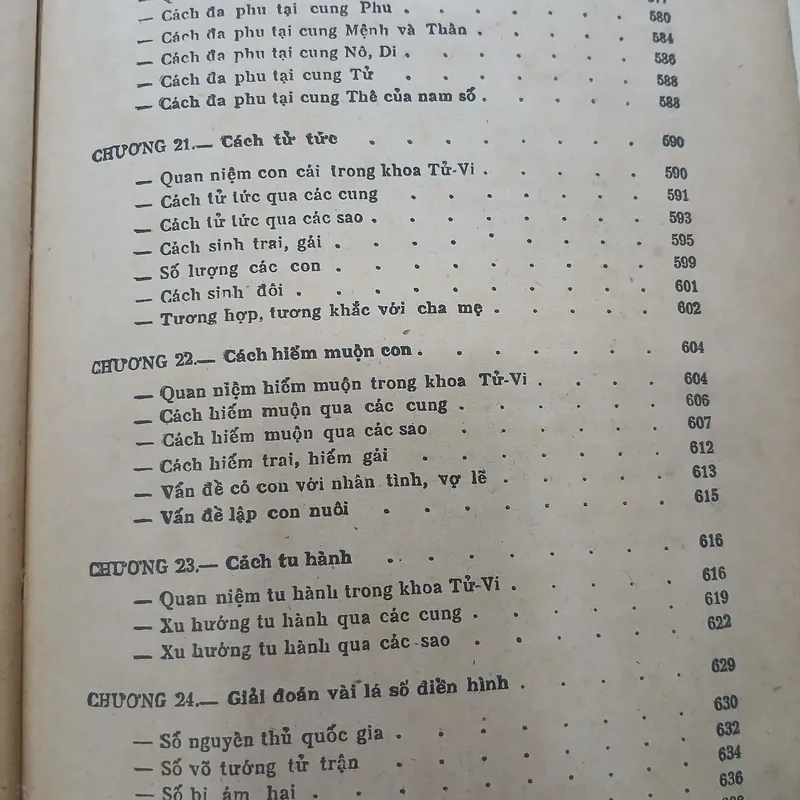 577
— Cách đa phu tại cung Phu . . . . . . . 580
— Cách đa phu tại cung Mệnh và Thân . . . . . 584
— Cách đa phu tại cung Nô, Di . . . . . . . 586
— Cách đa phu tại cung Tử . . . . . . . 588
— Cách đa phu tại cung Thê của nam số . . . . . 588
CHƯƠNG 21.— Cách tử tức . . . . . . . . 590
— Quan niệm con cái trong khoa Tử-Vi . . . . . 590
— Cách tử tức qua các cung . . . . . . . 591
— Cách tử tức qua các sao . . . . . . . . 593
— Cách sinh trai, gái . . . . . . . . . 595
— Số lượng các con . . . . . . . . . 599
— Cách sinh đôi . . . . . . . . . . 601
— Tương hợp, tương khắc với cha mẹ . . . . . 602
CHƯƠNG 22.— Cách hiếm muộn con . . . . . . . 604
— Quan niệm hiếm muộn trong khoa Tử-Vi . . . . 604
— Cách hiếm muộn qua các cung . . . . . . 606
— Cách hiếm muộn qua các sao . . . . . . 607
— Cách hiếm trai, hiếm gái . . . . . . . 612
— Vấn đề có con với nhân tình, vợ lẽ . . . . . 613
— Vấn đề lập con nuôi . . . . . . . . 615
CHƯƠNG 23.— Cách tu hành . . . . . . . . 616
— Quan niệm tu hành trong khoa Tử-Vi . . . . . 616
— Xu hướng tu hành qua các cung . . . . . . 619
— Xu hướng tu hành qua các sao . . . . . . 622
CHƯƠNG 24.— Giải đoán vài lá số điền hình . . . . . 629
— Số nguyên thủ quốc gia . . . . . . . . 630
— Số võ tướng tử trận . . . . . . . . 632
— Số bị ám hại . . . . . . . . . . 634
636